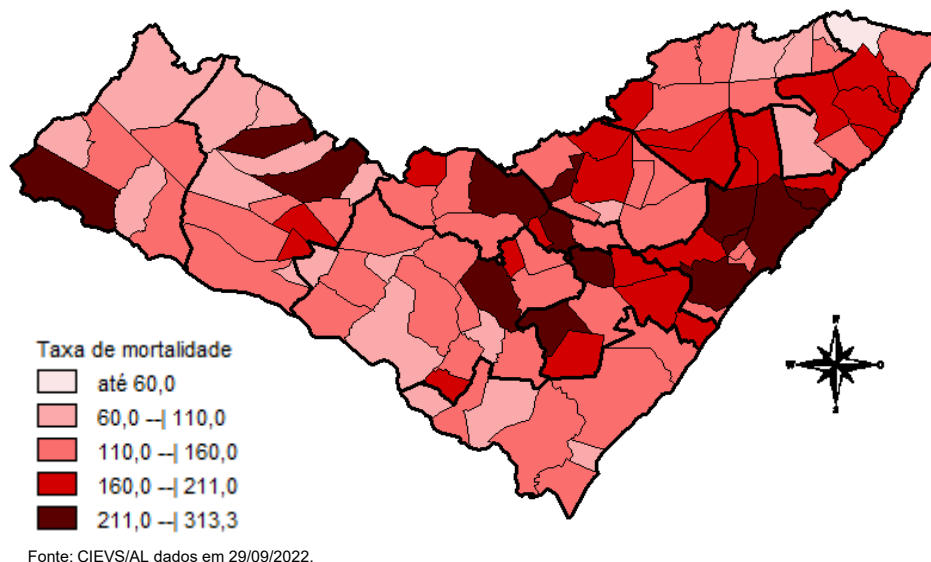 Taxa de mortalidade
até 60,0
60,0 --| 110,0
110,0 --| 160,0
160,0 --| 211,0
211,0 --| 313,3
Fonte: CIEVS/AL dados em 29/09/2022.